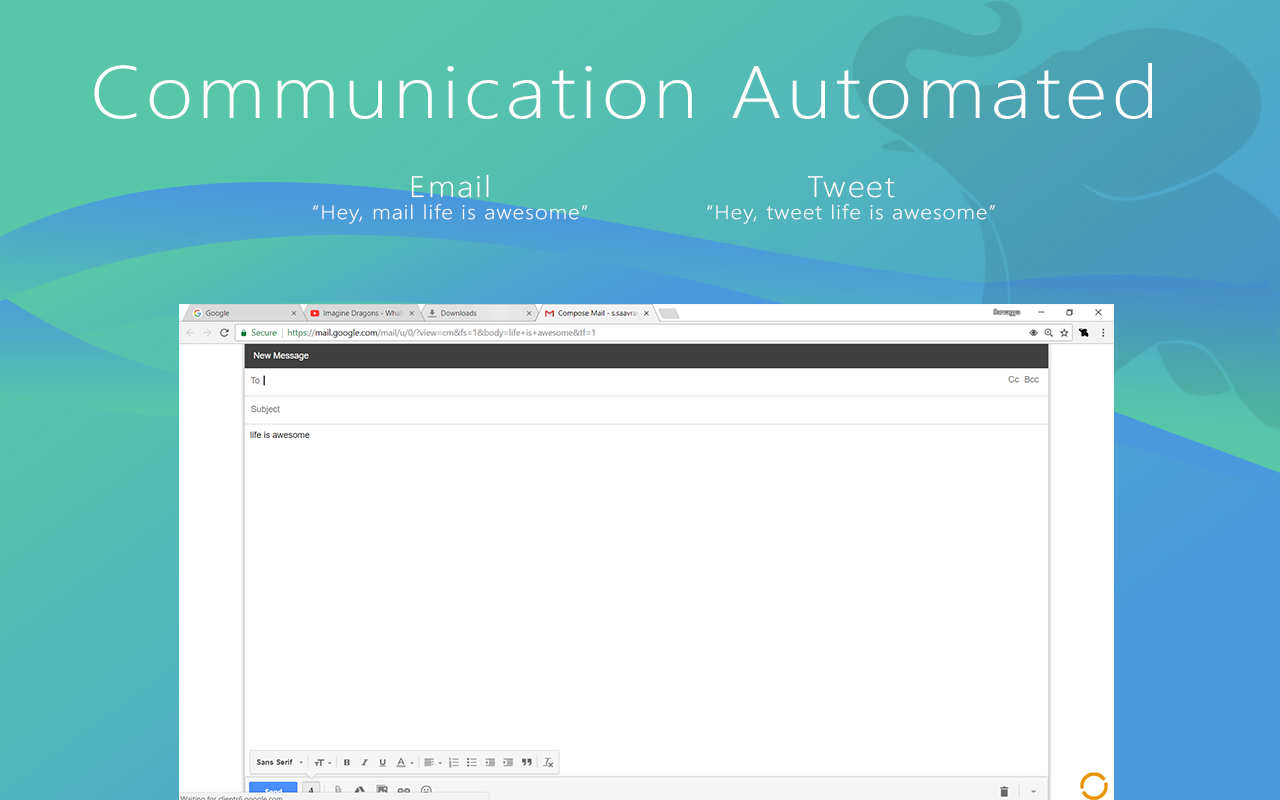 Communication Automated
Email
“Hey, mail life is awesome”
Tweet
“Hey, tweet life is awesome”
Google
Imagine Dragons - What
Downloads
Compose Mail - s.saavra
Secure
https://mail.google.com/mail/u/0/?view=cm&fs=1&body=life+is+awesome&tf=1
New Message
To
Cc Bcc
Subject
life is awesome
Sans Serif
Send
Waiting for clients6.google.com